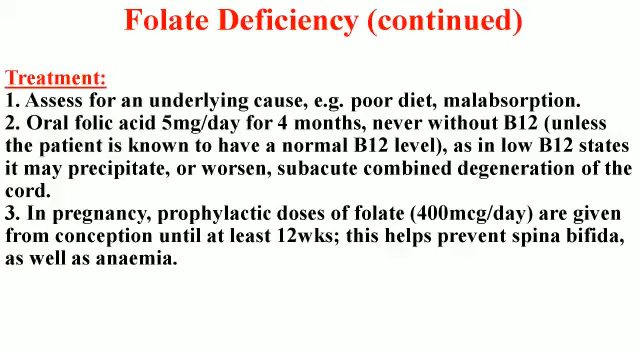 Folate Deficiency (continued)
Treatment:
1. Assess for an underlying cause, e.g. poor diet, malabsorption.
2. Oral folic acid 5mg/day for 4 months, never without B12 (unless
the patient is known to have a normal B12 level), as in low B12 states
it may precipitate, or worsen, subacute combined degeneration of the
cord.
3. In pregnancy, prophylactic doses of folate (400mcg/day) are given
from conception until at least 12wks; this helps prevent spina bifida,
as well as anaemia.